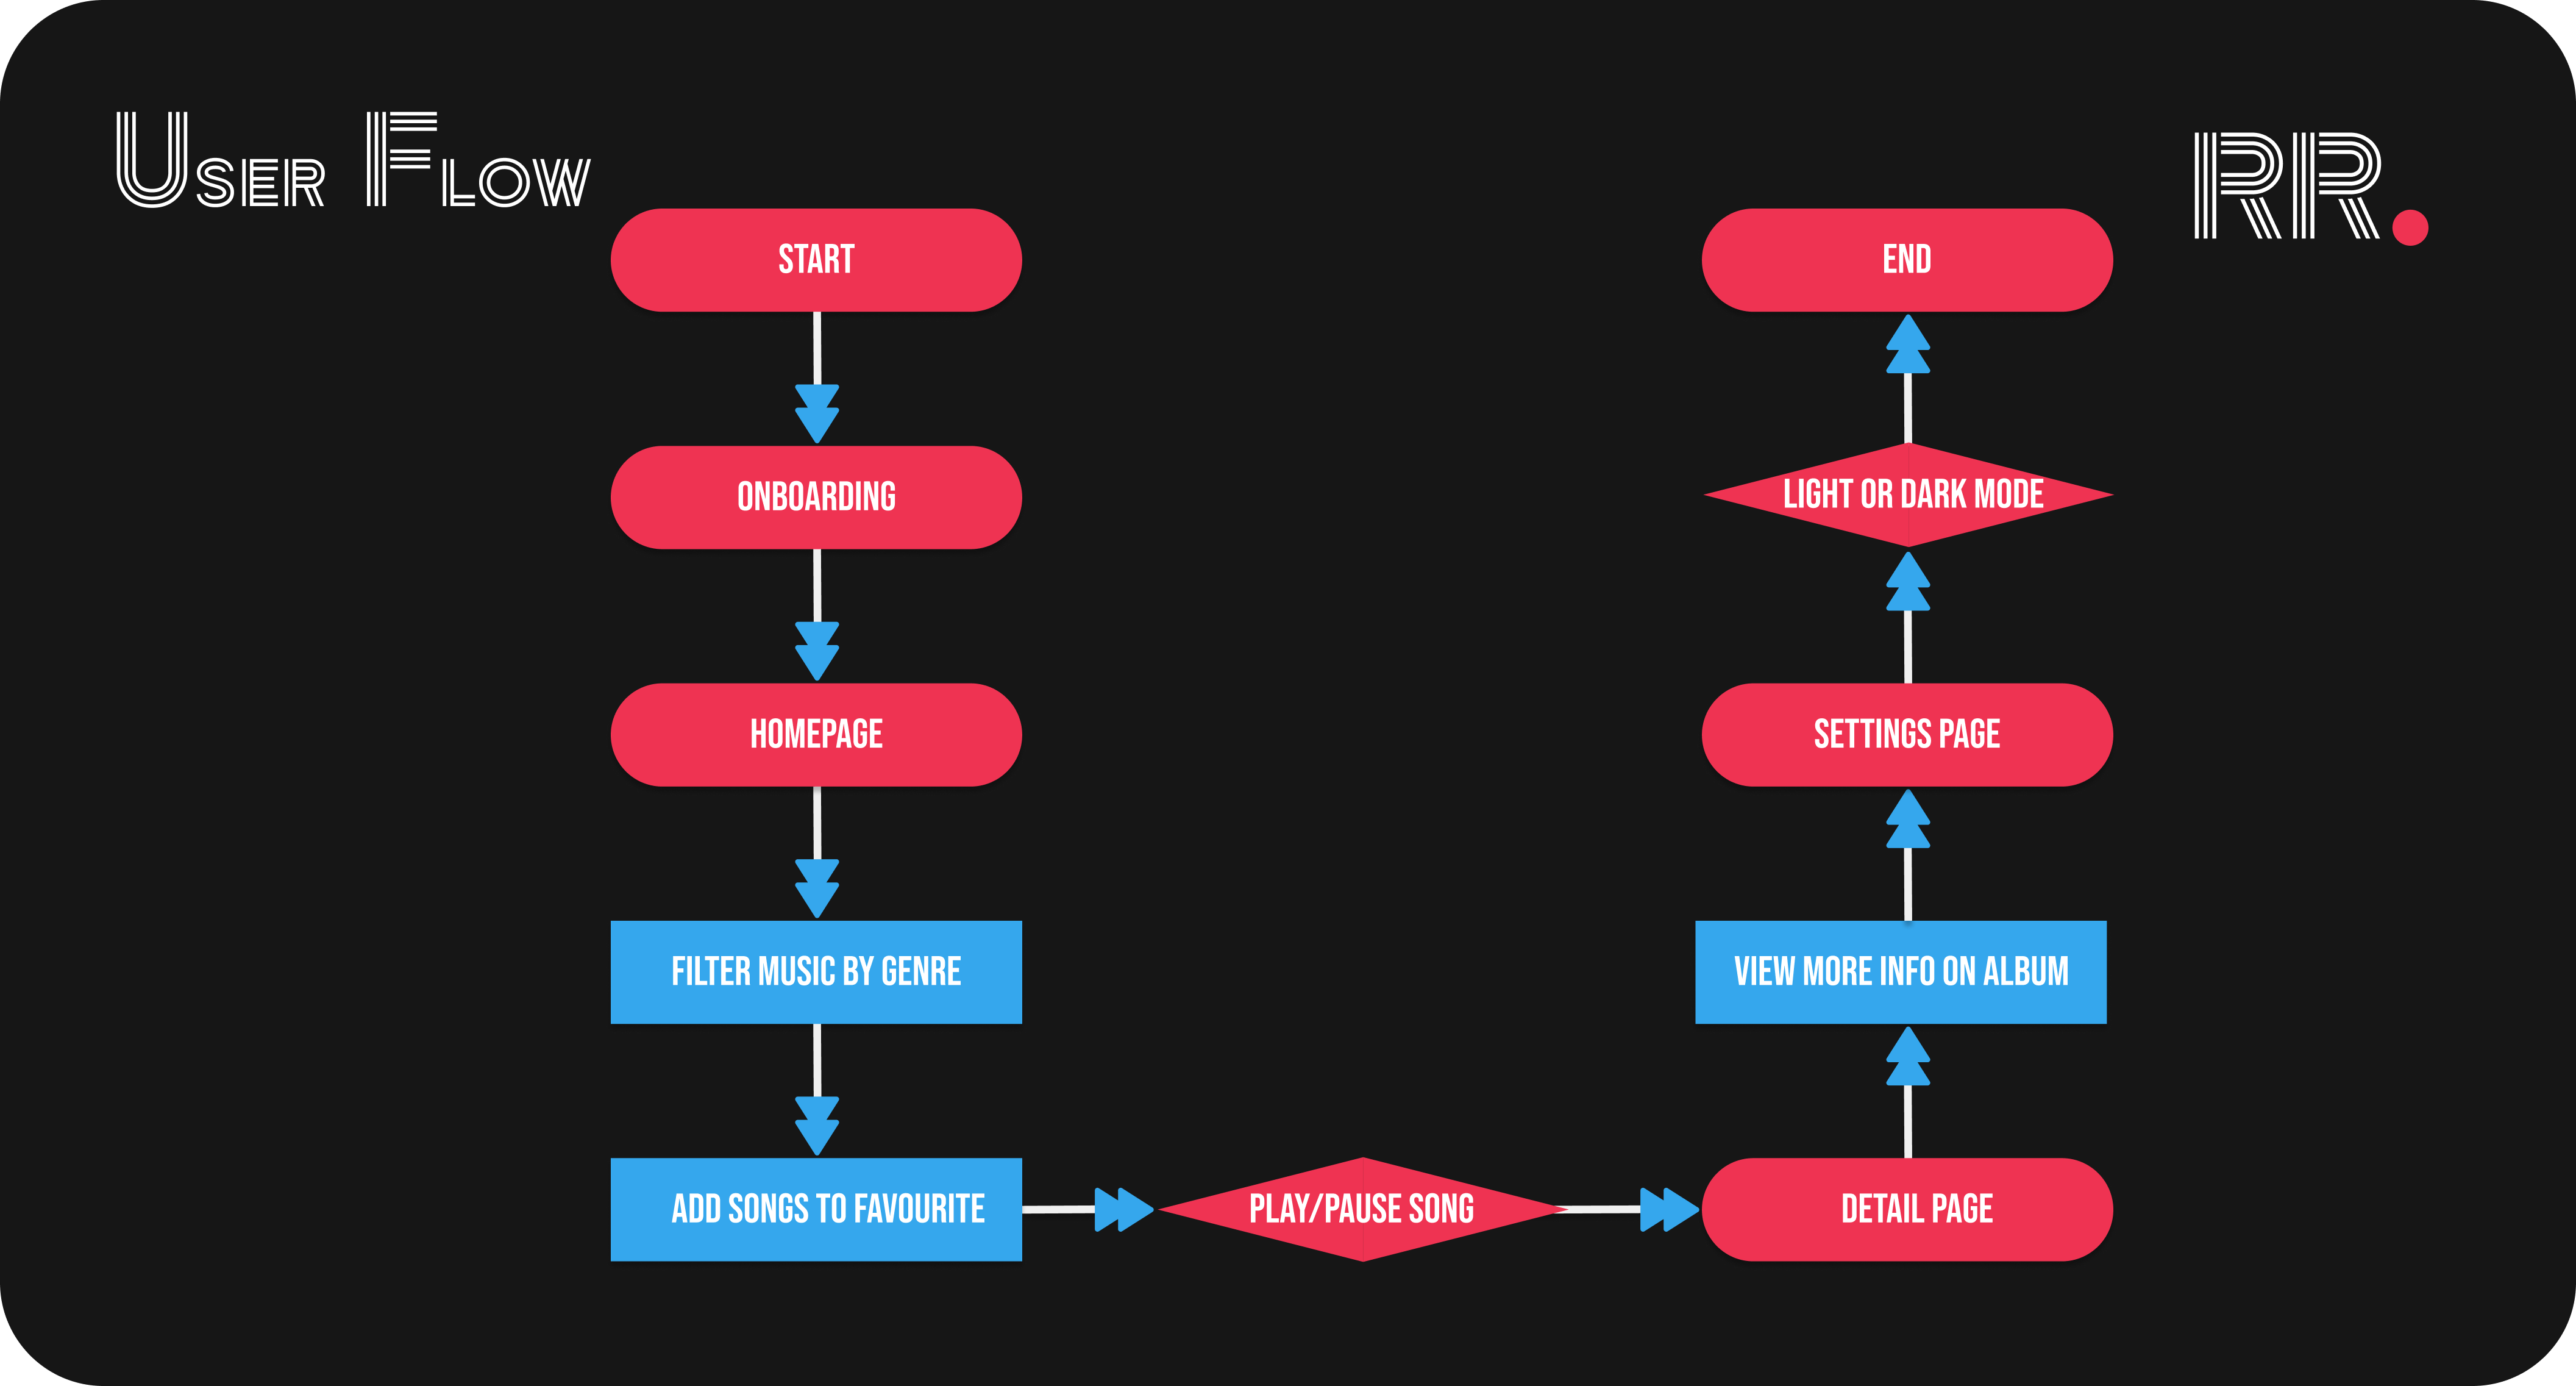 User Flow
RR.
START
ONBOARDING
HOMEPAGE
FILTER MUSIC BY GENRE
ADD SONGS TO FAVOURITE
PLAY/PAUSE SONG
DETAIL PAGE
VIEW MORE INFO ON ALBUM
SETTINGS PAGE
LIGHT OR DARK MODE
END